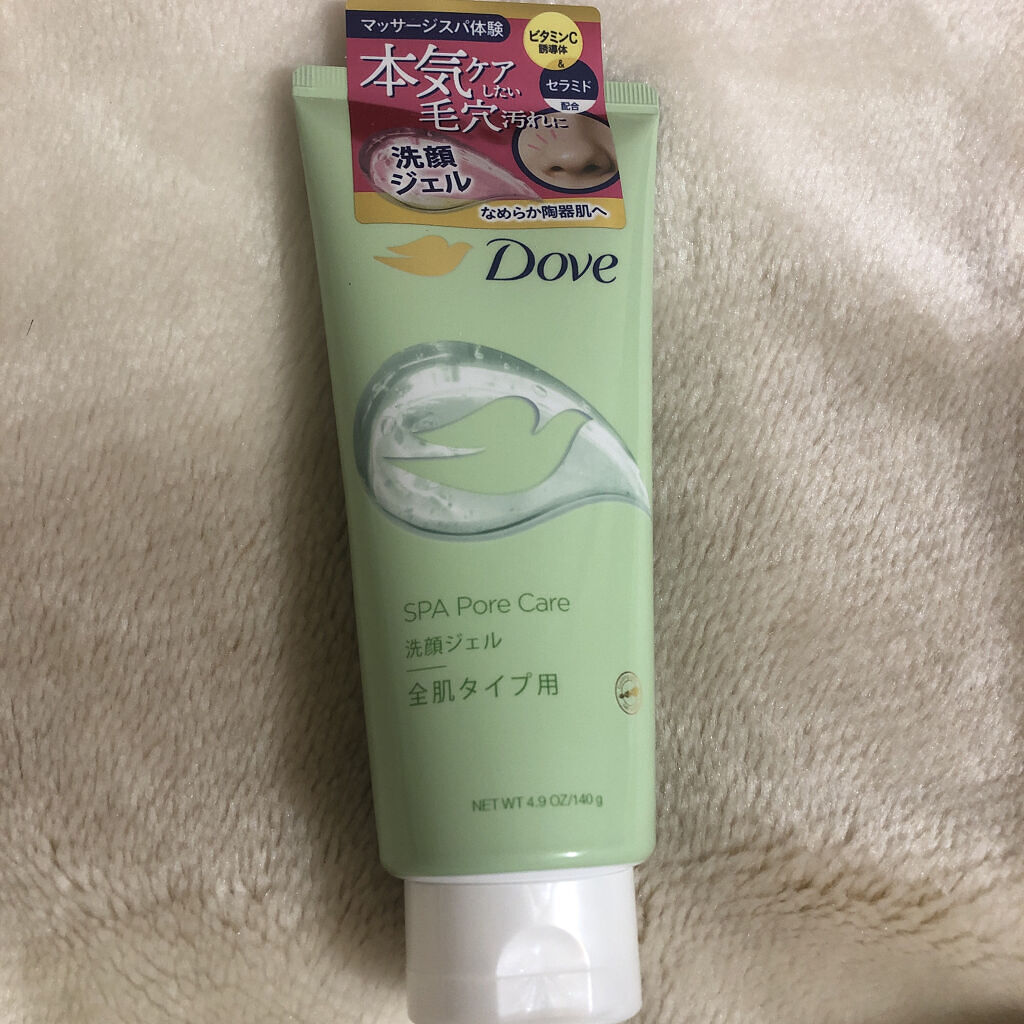 マッサージスパ体験
ビタミンC
誘導体
&
セラミド
配合
本気ケア
したい
毛穴汚れに
洗顔
ジェル
なめらか陶器肌へ
Dove
SPA Pore Care
洗顔ジェル
全肌タイプ用
NET WT 4.9 OZ/140 g